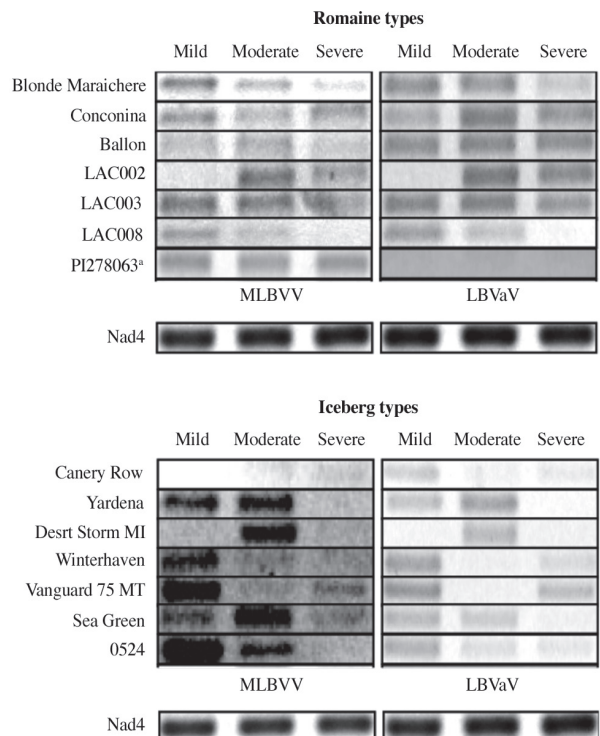 Romaine types
Mild Moderate Severe Mild Moderate Severe
Blonde Maraichere
Conconina
Ballon
LAC002
LAC003
LAC008
PI278063ᵃ
MLBVV LBVaV
Nad4
Iceberg types
Mild Moderate Severe Mild Moderate Severe
Canery Row
Yardena
Desrt Storm MI
Winterhaven
Vanguard 75 MT
Sea Green
0524
MLBVV LBVaV
Nad4